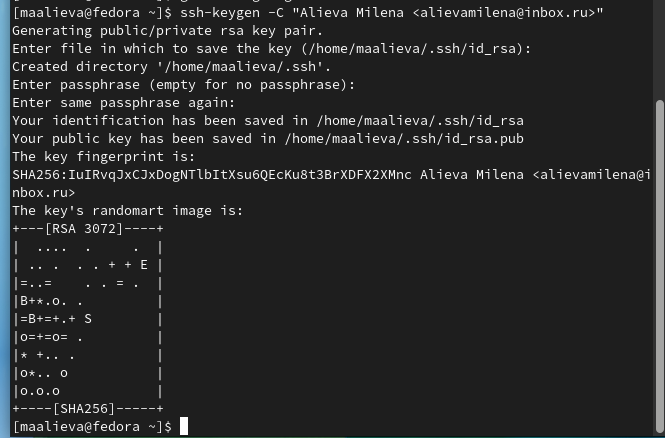 [maalieva@fedora ~]$ ssh-keygen -C "Alieva Milena <alievamilena@inbox.ru>"
Generating public/private rsa key pair.
Enter file in which to save the key (/home/maalieva/.ssh/id_rsa):
Created directory '/home/maalieva/.ssh'.
Enter passphrase (empty for no passphrase):
Enter same passphrase again:
Your identification has been saved in /home/maalieva/.ssh/id_rsa
Your public key has been saved in /home/maalieva/.ssh/id_rsa.pub
The key fingerprint is:
SHA256:IuIRvqJxCJxDogNTlbItXsu6QEcKu8t3BrXDFX2XMnc Alieva Milena <alievamilena@i
nbox.ru>
The key's randomart image is:
+---[RSA 3072]----+
|  ....  .     .  |
| .. .  . . + + E |
|=..=    . . = .  |
|B+*.o. .         |
|=B+=+.+ S        |
|o=+=o= .         |
|* +.. .          |
|o*.. o           |
|o.o.o            |
+----[SHA256]-----+
[maalieva@fedora ~]$